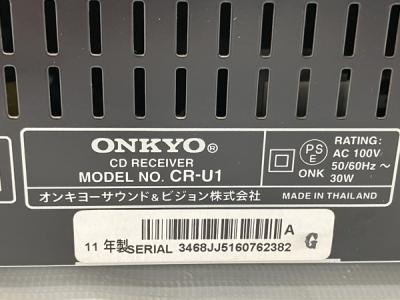 ONKYO®
CD RECEIVER
MODEL NO. CR-U1
オンキヨーサウンド&ビジョン株式会社
PS
E
ONK
RATING:
AC 100V
50/60Hz ~
30W
MADE IN THAILAND
A
11 年製 SERIAL 3468JJ5160762382 G